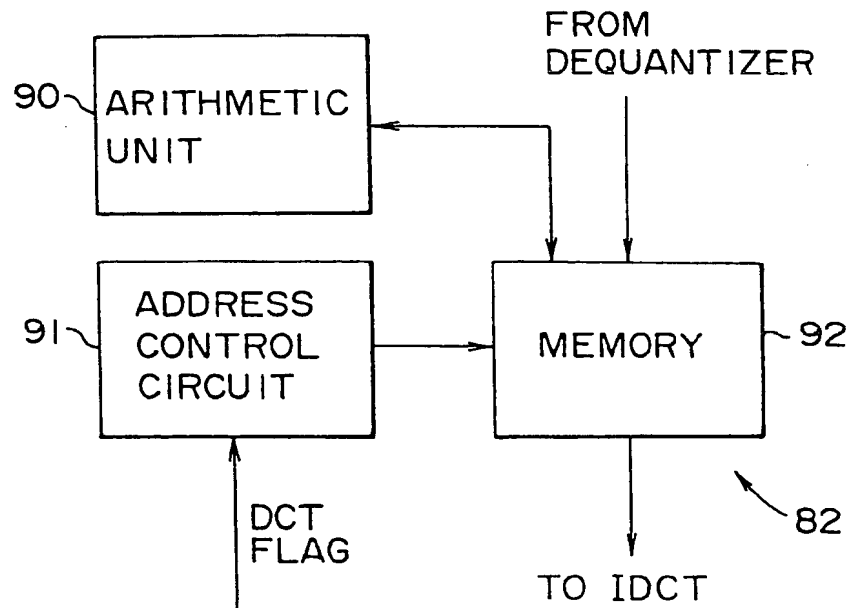 FROM
DEQUANTIZER
90
ARITHMETIC
UNIT
91
ADDRESS
CONTROL
CIRCUIT
MEMORY
92
DCT
FLAG
82
TO IDCT